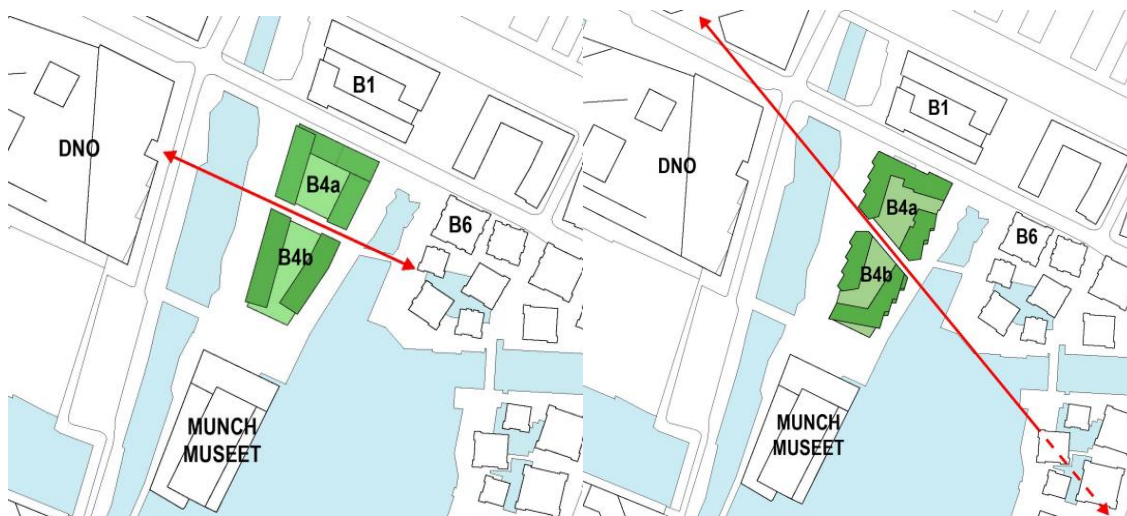 B1
DNO
B4a
B6
B4b
MUNCH
MUSEET
B1
DNO
B4a
B6
B4b
MUNCH
MUSEET